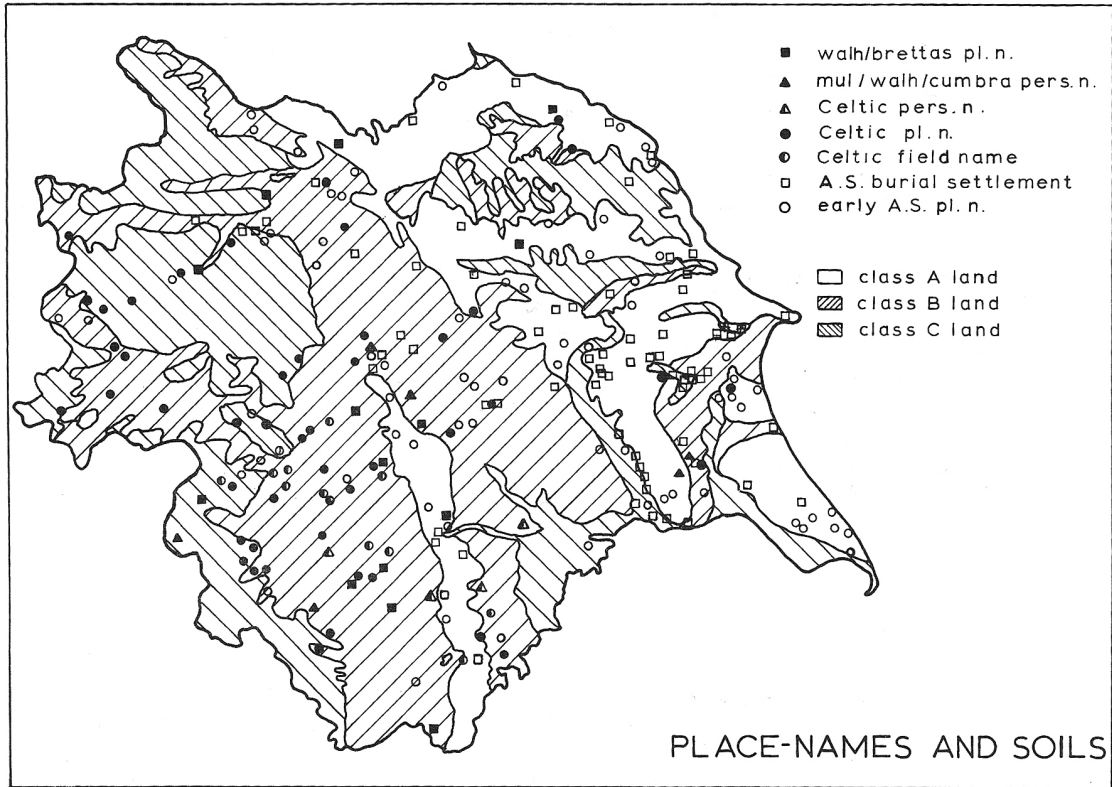 walh/brettas pl. n.
mul/walh/cumbra pers. n.
Celtic pers. n.
Celtic pl. n.
Celtic field name
A.S. burial settlement
early A.S. pl. n.
class A land
class B land
class C land
PLACE-NAMES AND SOILS